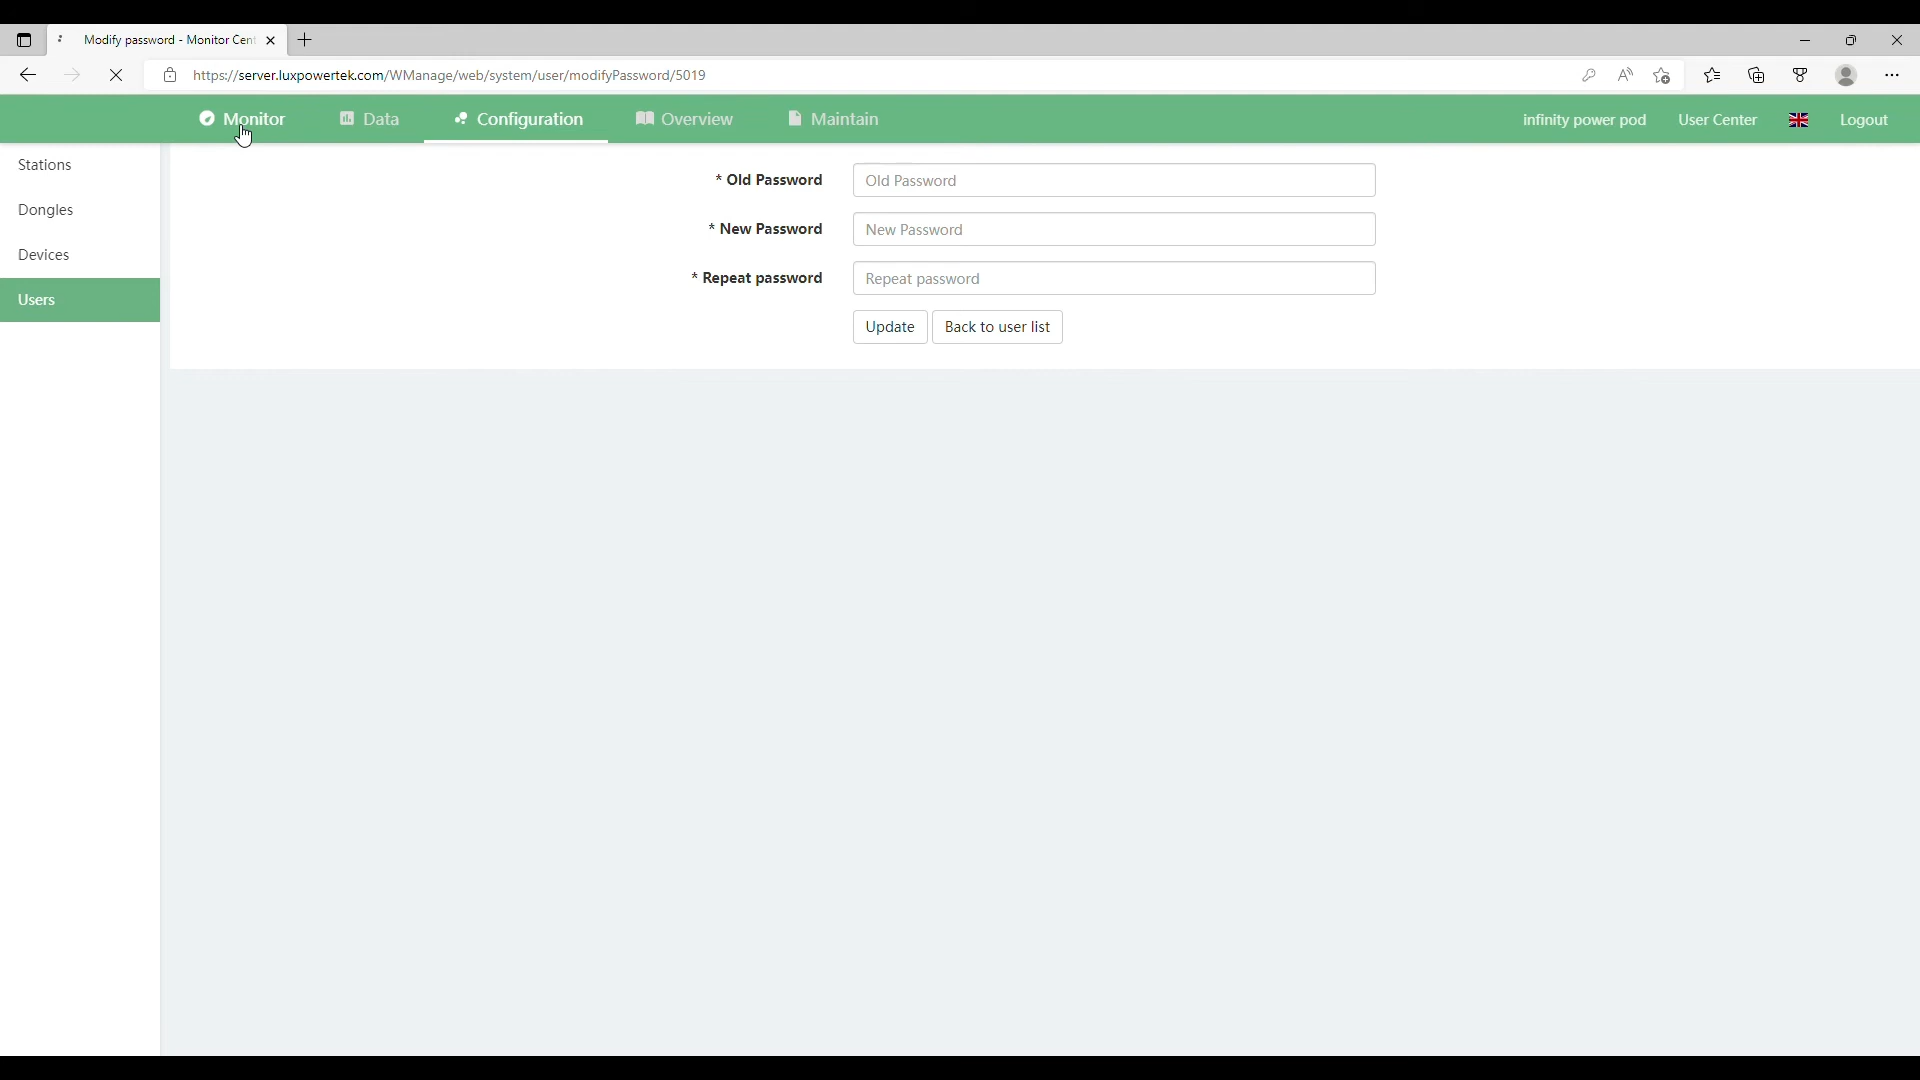 Modify password - Monitor Cen
https://server.luxpowertek.com/WManage/web/system/user/modifyPassword/5019
Monitor Data Configuration Overview Maintain infinity power pod User Center Logout
Stations
Dongles
Devices
Users
* Old Password Old Password
* New Password New Password
* Repeat password Repeat password
Update Back to user list